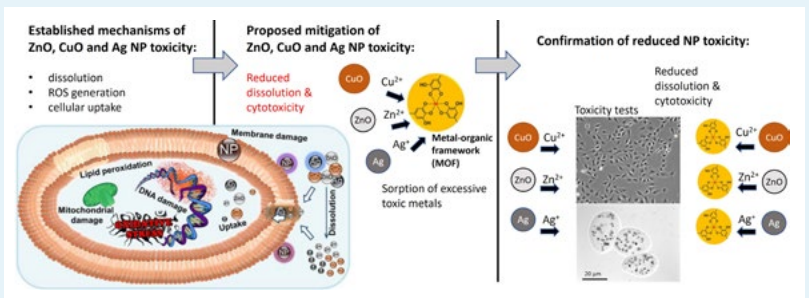 Established mechanisms of
ZnO, CuO and Ag NP toxicity:
• dissolution
• ROS generation
• cellular uptake
Membrane damage
NP
Lipid peroxidation
DNA damage
Mitochondrial
damage
Uptake
Dissolution
Proposed mitigation of
ZnO, CuO and Ag NP toxicity:
Reduced
dissolution &
cytotoxicity
CuO
Cu²⁺
ZnO
Zn²⁺
Ag
Ag⁺
Metal-organic
framework
(MOF)
Sorption of excessive
toxic metals
Confirmation of reduced NP toxicity:
Reduced
dissolution &
cytotoxicity
Toxicity tests
CuO Cu²⁺
ZnO Zn²⁺
Ag Ag⁺
20 µm
Cu²⁺ CuO
Zn²⁺ ZnO
Ag⁺ Ag